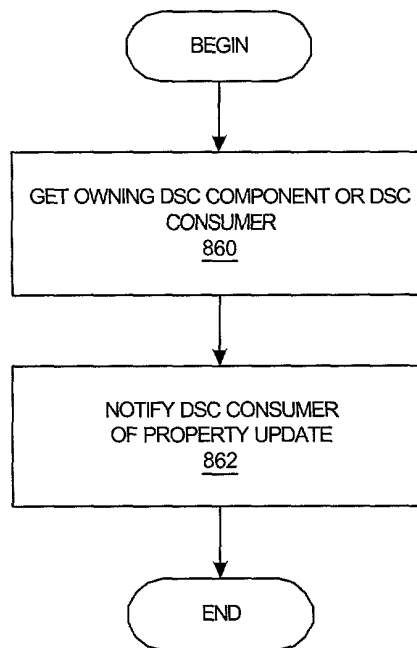 BEGIN
GET OWNING DSC COMPONENT OR DSC
CONSUMER
860
NOTIFY DSC CONSUMER
OF PROPERTY UPDATE
862
END